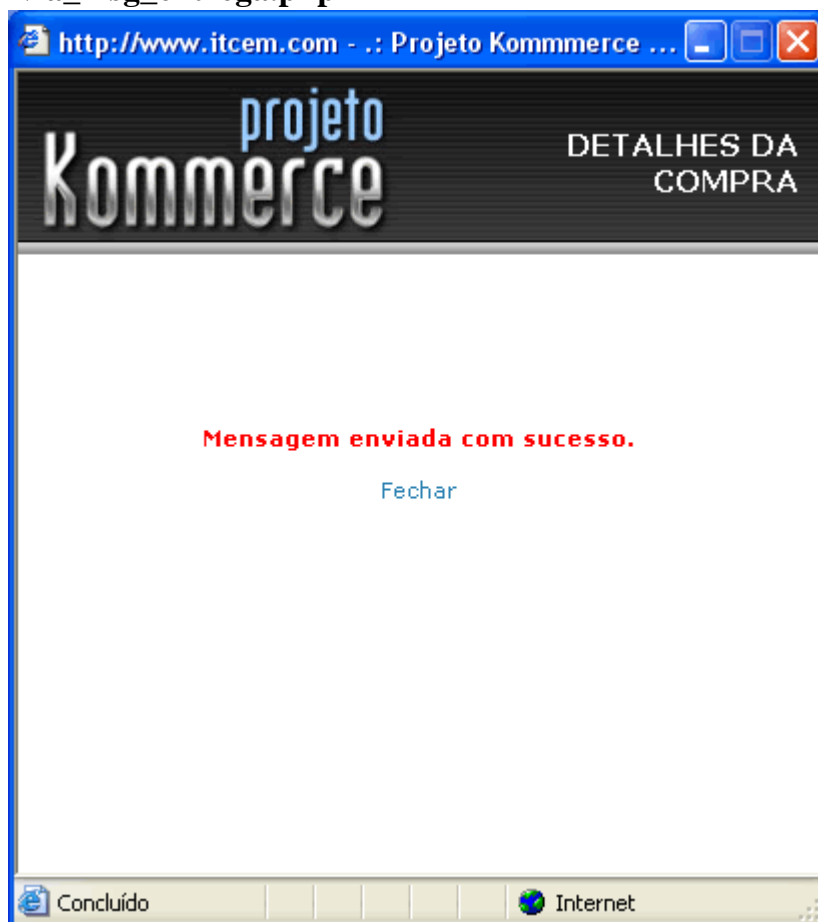 http://www.itcem.com - .: Projeto Kommmerce ...
projeto
Kommerce
DETALHES DA
COMPRA
Mensagem enviada com sucesso.
Fechar
Concluído
Internet